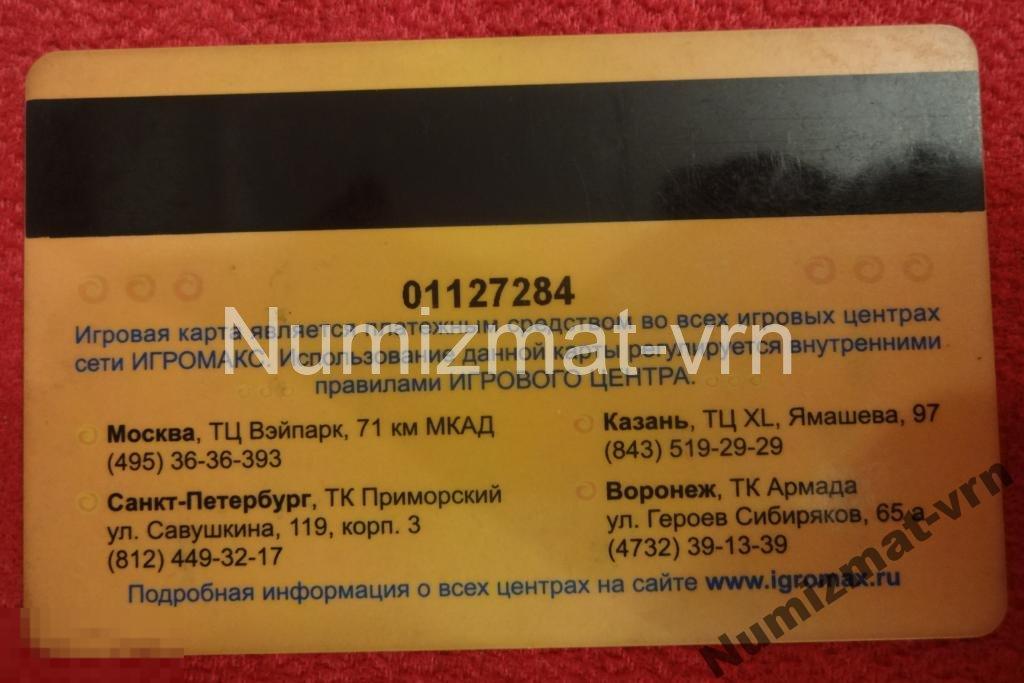 01127284
Игровая карта является платежным средством во всех игровых центрах
сети ИГРОМАКС. Использование данной карты регулируется внутренними
правилами ИГРОВОГО ЦЕНТРА.
Numizmat-vrn
Москва, ТЦ Вэйпарк, 71 км МКАД
(495) 36-36-393
Санкт-Петербург, ТК Приморский
ул. Савушкина, 119, корп. 3
(812) 449-32-17
Казань, ТЦ XL, Ямашева, 97
(843) 519-29-29
Воронеж, ТК Армада
ул. Героев Сибиряков, 65 а
(4732) 39-13-39
Подробная информация о всех центрах на сайте www.igromax.ru
Numizmat-vrn